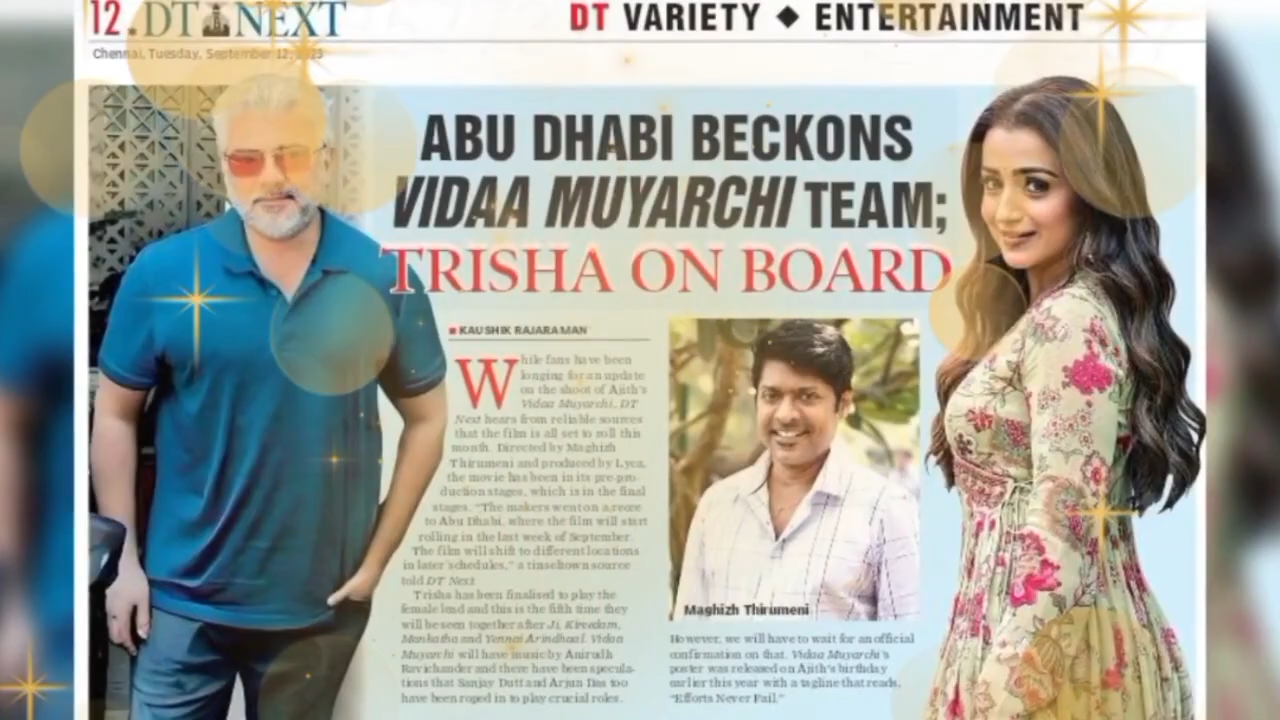 12 DT NEXT
DT VARIETY ◆ ENTERTAINMENT
Chennai, Tuesday, September 12, 2023
ABU DHABI BECKONS
VIDAA MUYARCHI TEAM;
TRISHA ON BOARD
KAUSHIK RAJARAMAN
While fans have been
longing for an update
on the shoot of Ajith's
Vidaa Muyarchi, DT
Next hears from reliable sources
that the film is all set to roll this
month. Directed by Maghizh
Thirumeni and produced by Lyca,
the movie has been in its pre-pro-
duction stages, which is in the final
stages. "The makers went on a recce
to Abu Dhabi, where the film will start
rolling in the last week of September.
The film will shift to different locations
in later schedules," a tinseltown source
told DT Next
Trisha has been finalised to play the
female lead and this is the fifth time they
will be seen together after Ji, Kireedam,
Mankatha and Yennai Arindhaal. Vidaa
Muyarchi will have music by Anirudh
Ravichander and there have been specula-
tions that Sanjay Dutt and Arjun Das too
have been roped in to play crucial roles.
Maghizh Thirumeni
However, we will have to wait for an official
confirmation on that. Vidaa Muyarchi's
poster was released on Ajith's birthday
earlier this year with a tagline that reads,
"Efforts Never Fail."